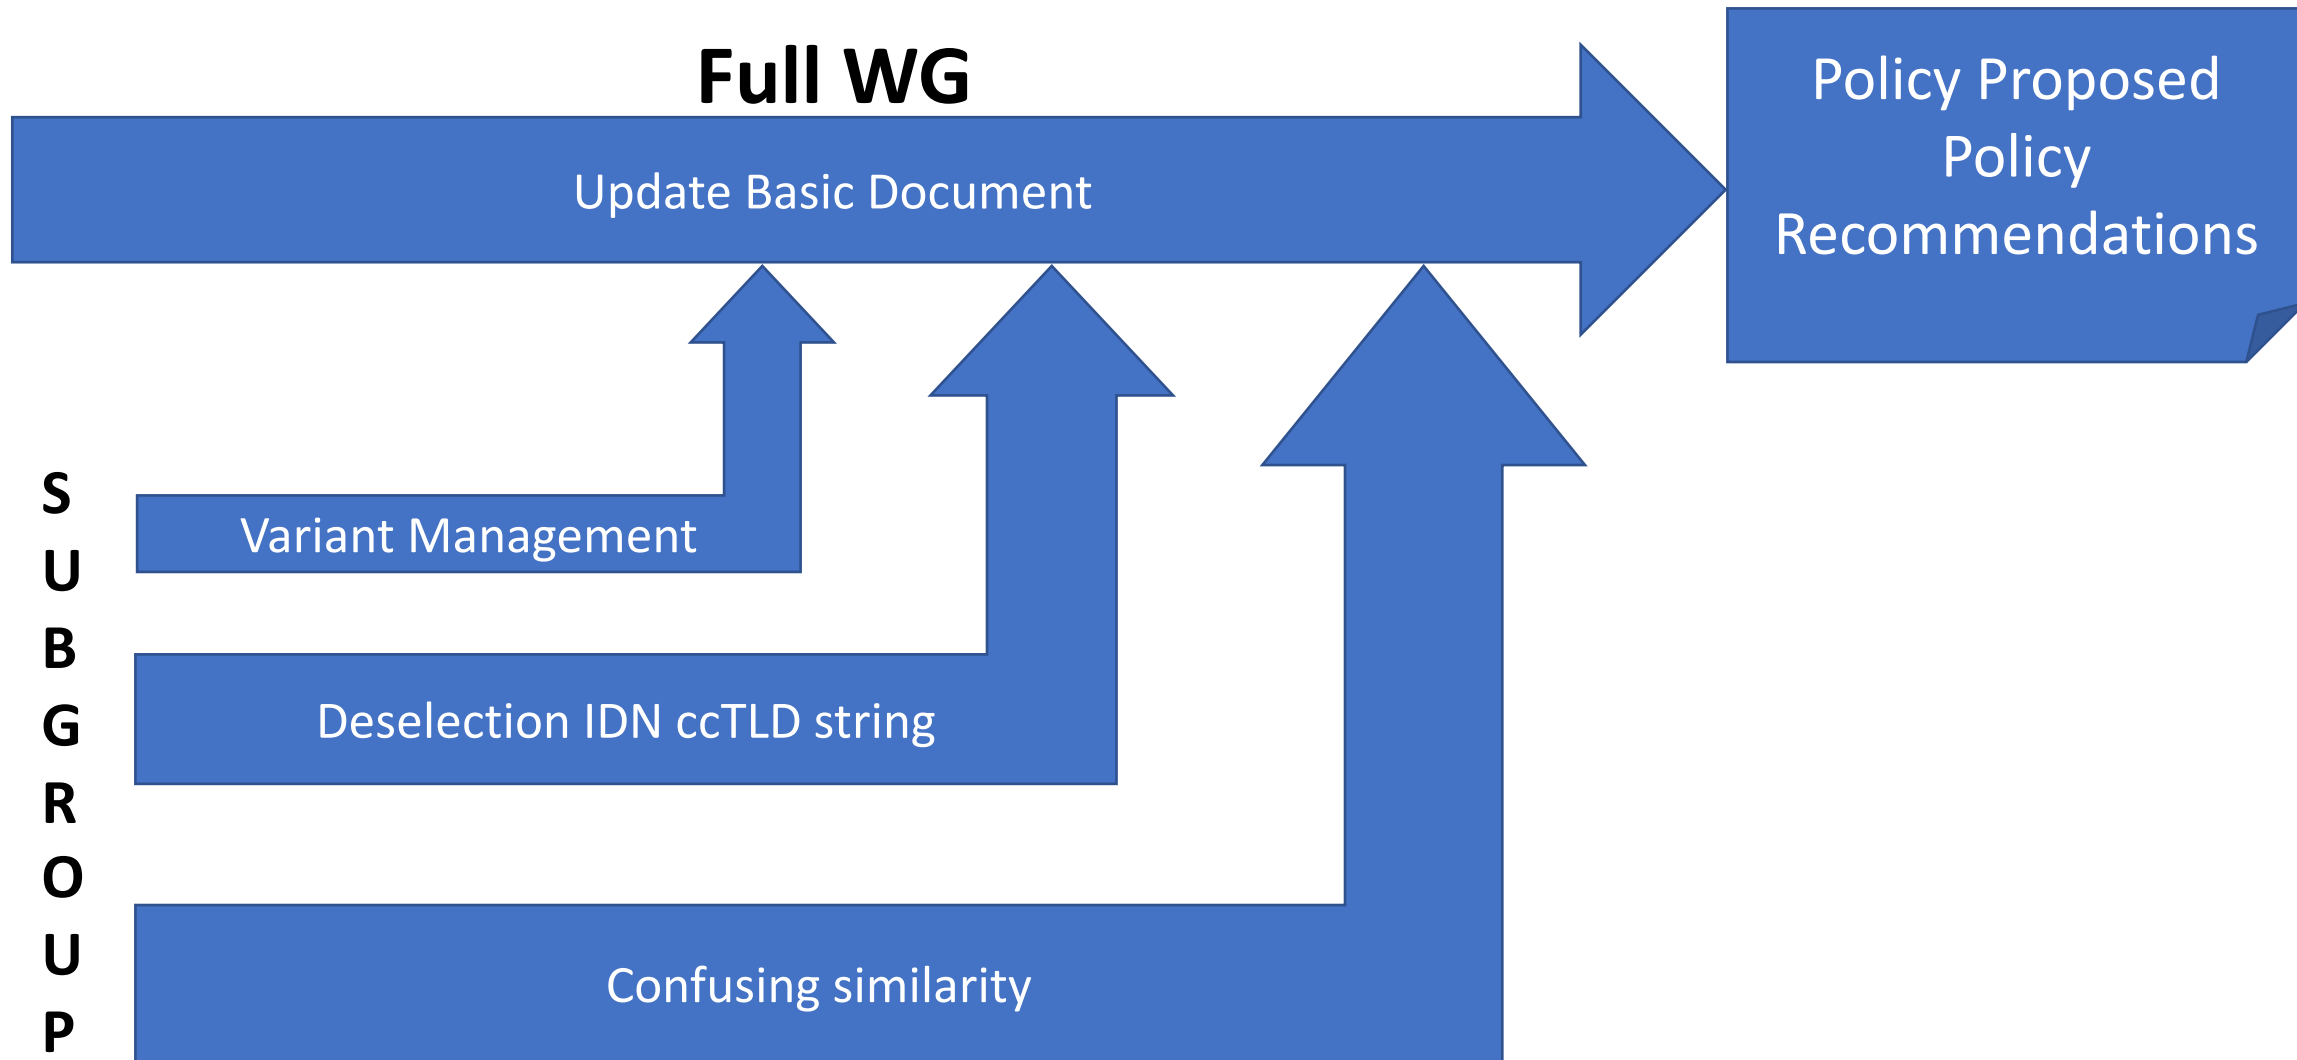 Full WG
Update Basic Document
Policy Proposed
Policy
Recommendations
S
U
B
G
R
O
U
P
Variant Management
Deselection IDN ccTLD string
Confusing similarity